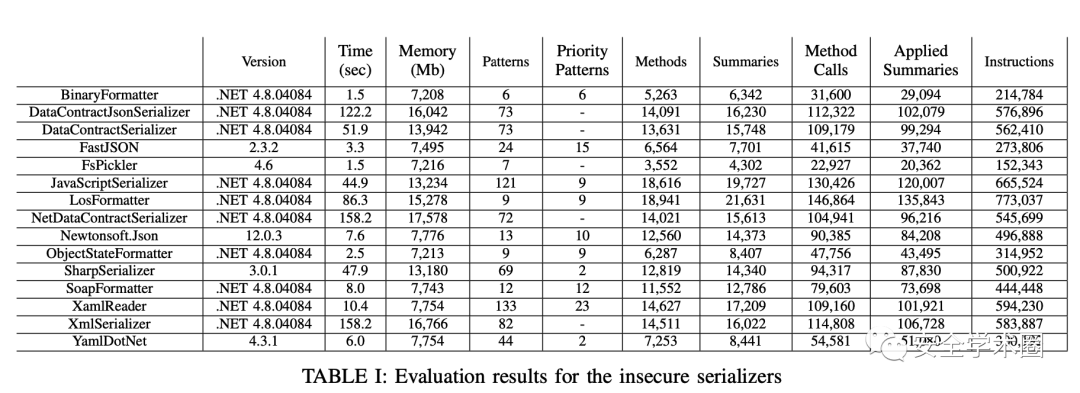 Version Time (sec) Memory (Mb) Patterns Priority Patterns Methods Summaries Method Calls Applied Summaries Instructions
BinaryFormatter .NET 4.8.04084 1.5 7,208 6 6 5,263 6,342 31,600 29,094 214,784
DataContractJsonSerializer .NET 4.8.04084 122.2 16,042 73 - 14,091 16,230 112,322 102,079 576,896
DataContractSerializer .NET 4.8.04084 51.9 13,942 73 - 13,631 15,748 109,179 99,294 562,410
FastJSON 2.3.2 3.3 7,495 24 15 6,564 7,701 41,615 37,740 273,806
FsPickler 4.6 1.5 7,216 7 - 3,552 4,302 22,927 20,362 152,343
JavaScriptSerializer .NET 4.8.04084 44.9 13,234 121 9 18,616 19,727 130,426 120,007 665,524
LosFormatter .NET 4.8.04084 86.3 15,278 9 9 18,941 21,631 146,864 135,843 773,037
NetDataContractSerializer .NET 4.8.04084 158.2 17,578 72 - 14,021 15,613 104,941 96,216 545,699
Newtonsoft.Json 12.0.3 7.6 7,776 13 10 12,560 14,373 90,385 84,208 496,888
ObjectStateFormatter .NET 4.8.04084 2.5 7,213 9 9 6,287 8,407 47,756 43,495 314,952
SharpSerializer 3.0.1 47.9 13,180 69 2 12,819 14,340 94,317 87,830 500,922
SoapFormatter .NET 4.8.04084 8.0 7,743 12 12 11,552 12,786 79,603 73,698 444,448
XamlReader .NET 4.8.04084 10.4 7,754 133 23 14,627 17,209 109,160 101,921 594,230
XmlSerializer .NET 4.8.04084 158.2 16,766 82 - 14,511 16,022 114,808 106,728 583,887
YamlDotNet 4.3.1 6.0 7,754 44 2 7,253 8,441 54,581
安全学术圈
TABLE I: Evaluation results for the insecure serializers